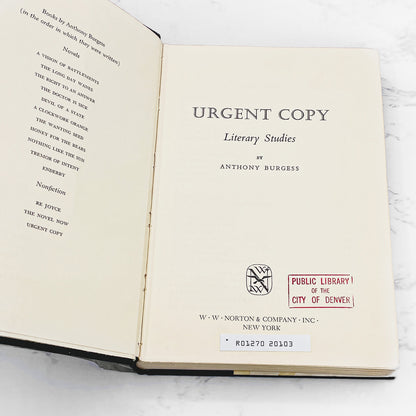 Books by Anthony Burgess
(in the order in which they were written)
Novels
A VISION OF BATTLEMENTS
THE LONG DAY WANES
THE RIGHT TO AN ANSWER
THE DOCTOR IS SICK
DEVIL OF A STATE
A CLOCKWORK ORANGE
THE WANTING SEED
HONEY FOR THE BEARS
NOTHING LIKE THE SUN
TREMOR OF INTENT
ENDERBY
Nonfiction
RE JOYCE
THE NOVEL NOW
URGENT COPY
URGENT COPY
Literary Studies
BY
ANTHONY BURGESS
PUBLIC LIBRARY
OF THE
CITY OF DENVER
W · W · NORTON & COMPANY · INC ·
NEW YORK
* R01270 20103